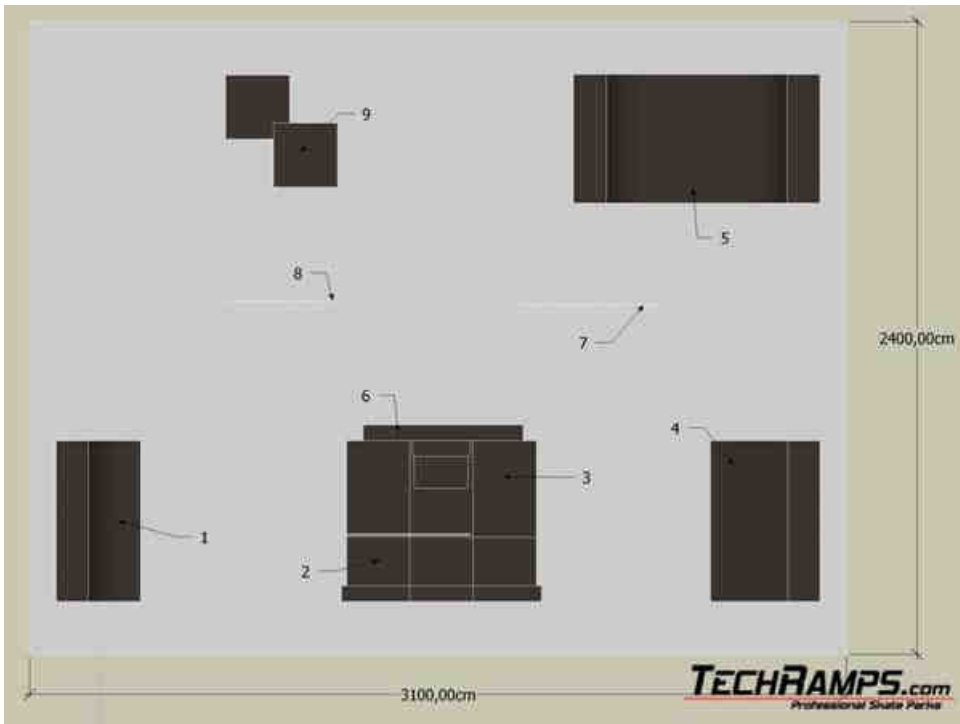 9
5
8
7
2400,00cm
6
4
3
1
2
3100,00cm
TECHRAMPS.com
Professional Skate Parks